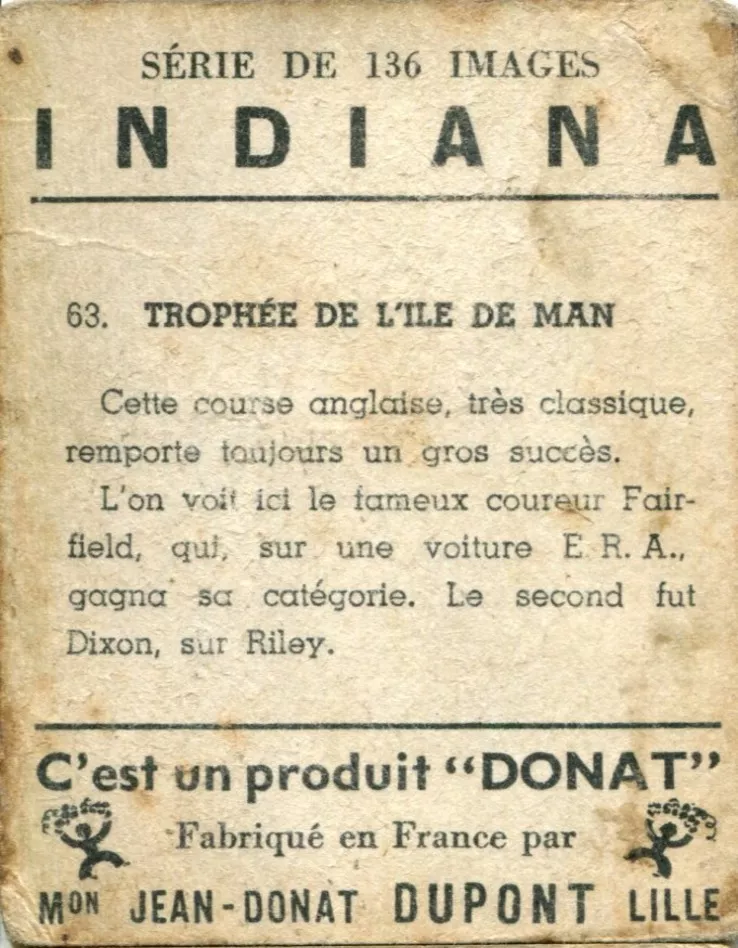 SÉRIE DE 136 IMAGES
INDIANA
63. TROPHÉE DE L'ILE DE MAN
Cette course anglaise, très classique,
remporte toujours un gros succès.
L'on voit ici le fameux coureur Fair-
field, qui, sur une voiture E R. A.,
gagna sa catégorie. Le second fut
Dixon, sur Riley.
C'est un produit "DONAT"
Fabriqué en France par
MON JEAN-DONAT DUPONT LILLE